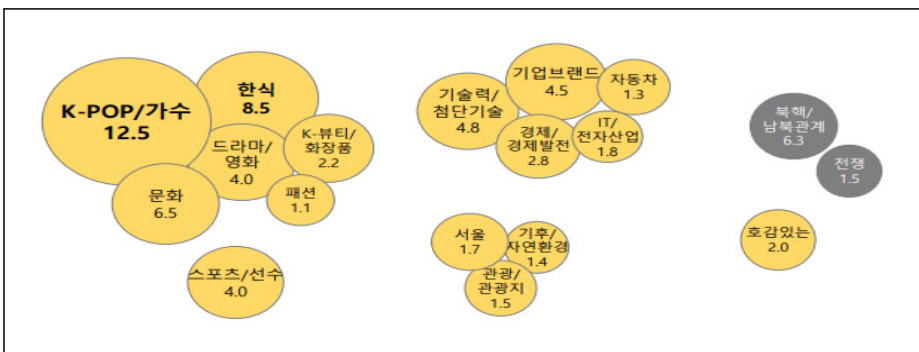 K-POP/가수
12.5
한식
8.5
드라마/
영화
4.0
K-뷰티/
화장품
2.2
문화
6.5
패션
1.1
스포츠/선수
4.0
기술력/
첨단기술
4.8
기업브랜드
4.5
자동차
1.3
경제/
경제발전
2.8
IT/
전자산업
1.8
서울
1.7
기후/
자연환경
1.4
관광/
관광지
1.5
북핵/
남북관계
6.3
전쟁
1.5
호감있는
2.0